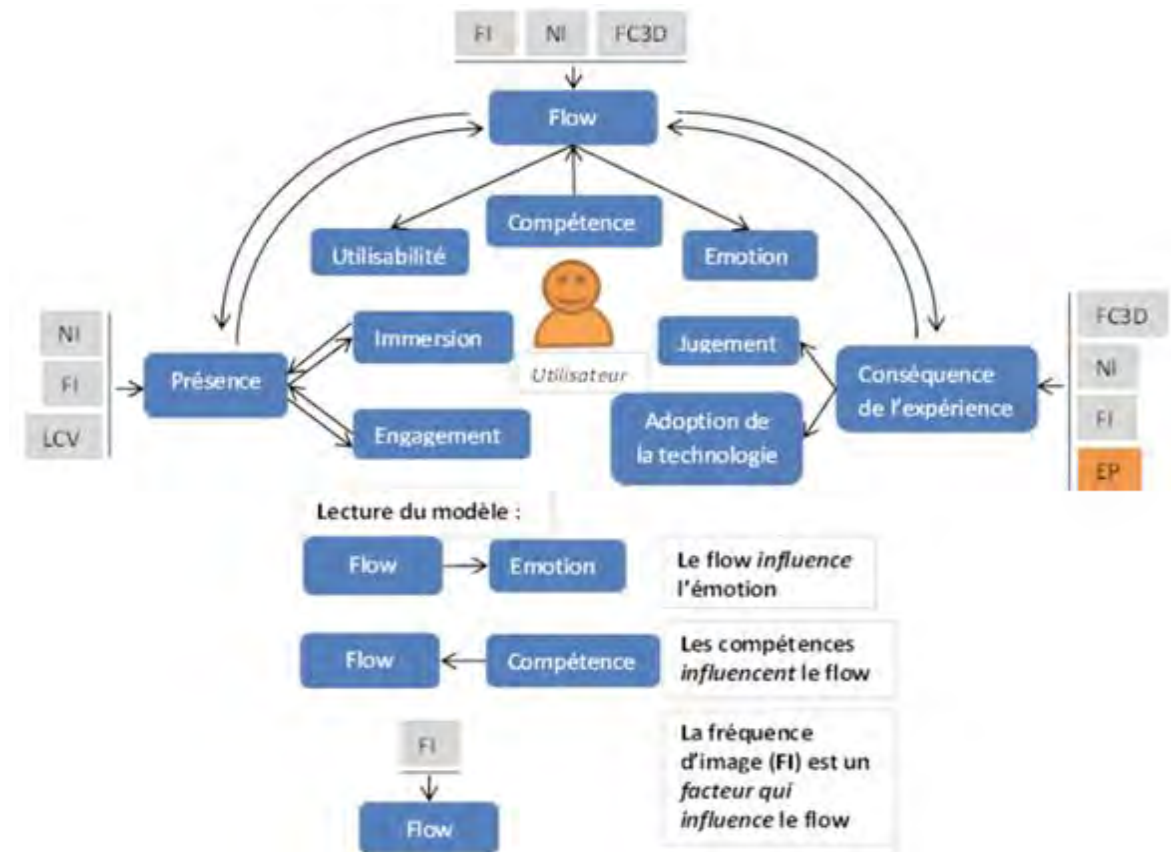 FI NI FC3D
Flow
Compétence
Utilisabilité
Emotion
NI
FI
LCV
Présence
Immersion
Engagement
Utilisateur
Jugement
Adoption de
la technologie
Conséquence
de l'expérience
FC3D
NI
FI
EP
Lecture du modèle :
Flow
Emotion
Le flow influence
l'émotion
Flow
Compétence
Les compétences
influencent le flow
FI
Flow
La fréquence
d'image (FI) est un
facteur qui
influence le flow